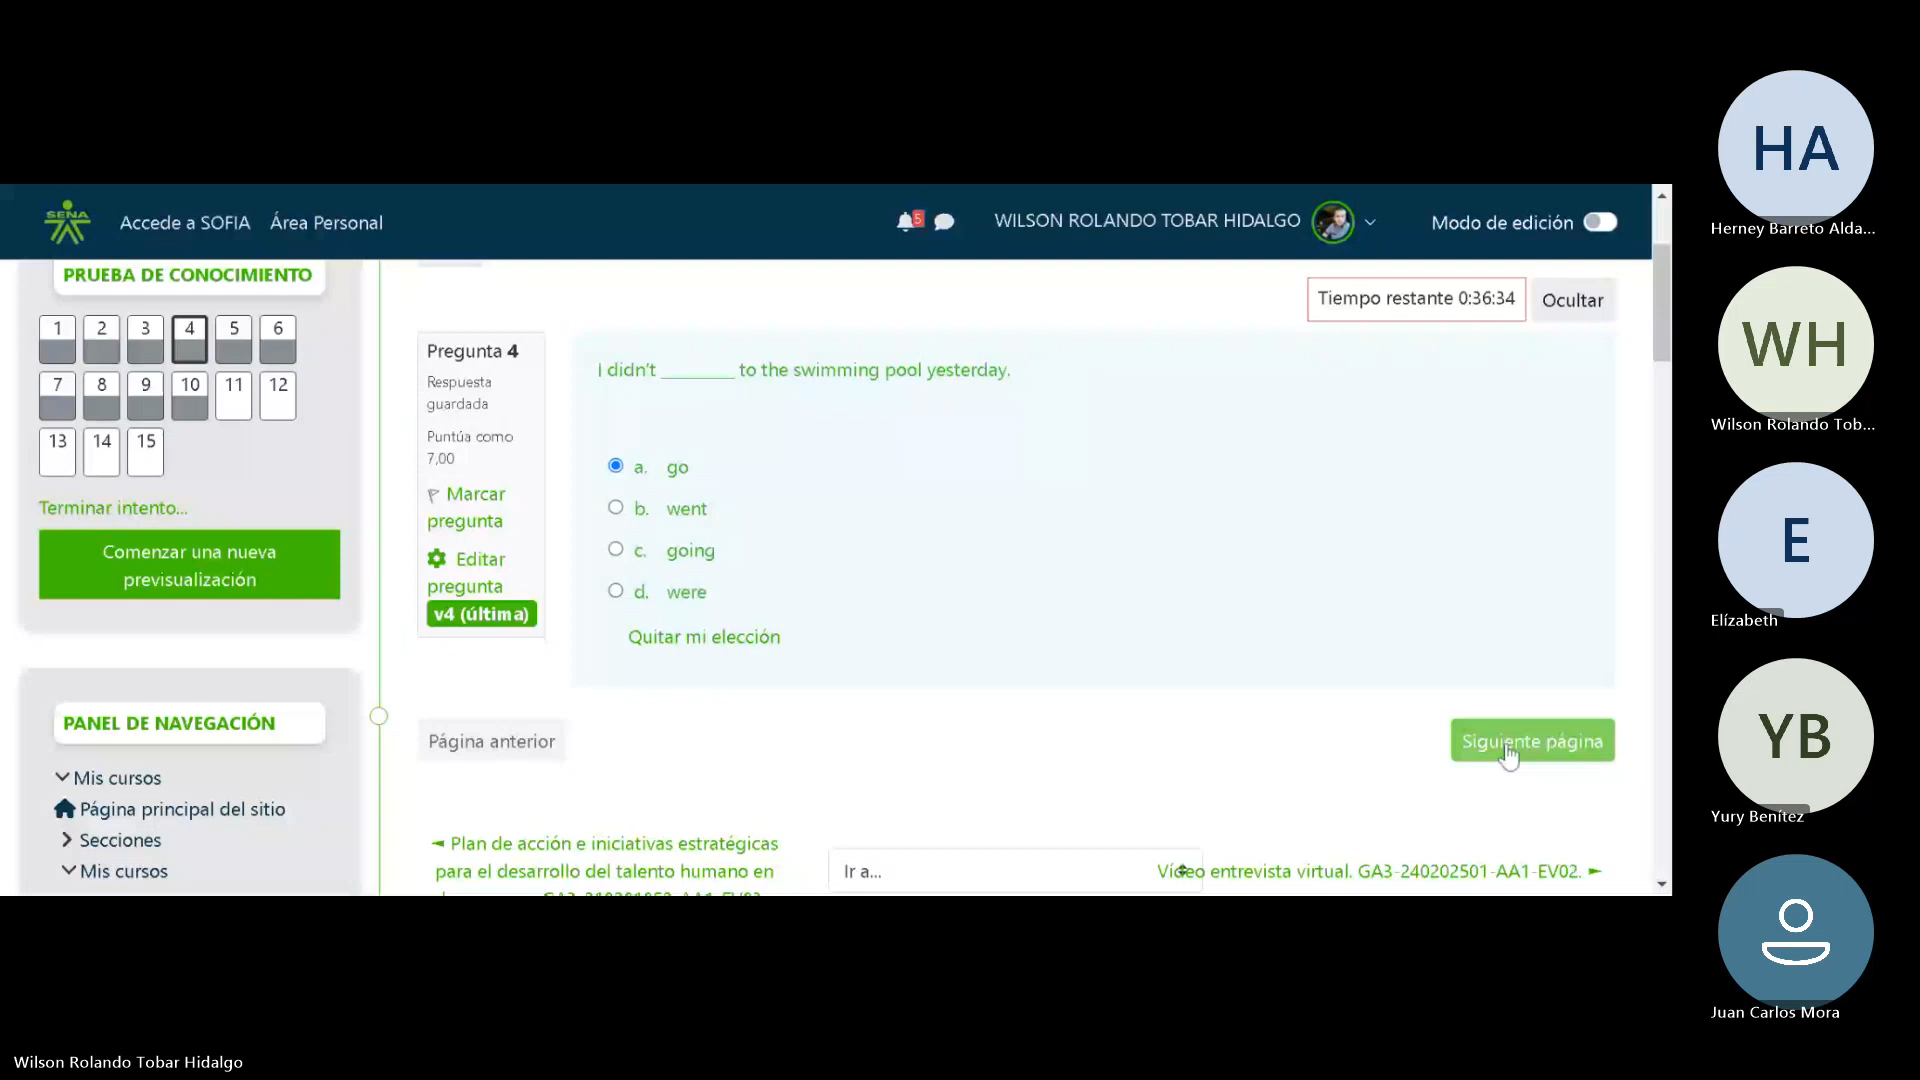 SENA
Accede a SOFIA
Área Personal
5
WILSON ROLANDO TOBAR HIDALGO
Modo de edición
PRUEBA DE CONOCIMIENTO
1 2 3 4 5 6
7 8 9 10 11 12
13 14 15
Terminar intento...
Comenzar una nueva
previsualización
PANEL DE NAVEGACIÓN
Mis cursos
Página principal del sitio
Secciones
Mis cursos
Tiempo restante 0:36:34
Ocultar
Pregunta 4
Respuesta
guardada
Puntúa como
7,00
Marcar
pregunta
Editar
pregunta
v4 (última)
I didn't ________ to the swimming pool yesterday.
a. go
b. went
c. going
d. were
Quitar mi elección
Página anterior
Siguiente página
◄ Plan de acción e iniciativas estratégicas
para el desarrollo del talento humano en
Ir a...
Vídeo entrevista virtual. GA3-240202501-AA1-EV02. ►
HA
Herney Barreto Alda...
WH
Wilson Rolando Tob...
E
Elízabeth
YB
Yury Benítez
Juan Carlos Mora
Wilson Rolando Tobar Hidalgo